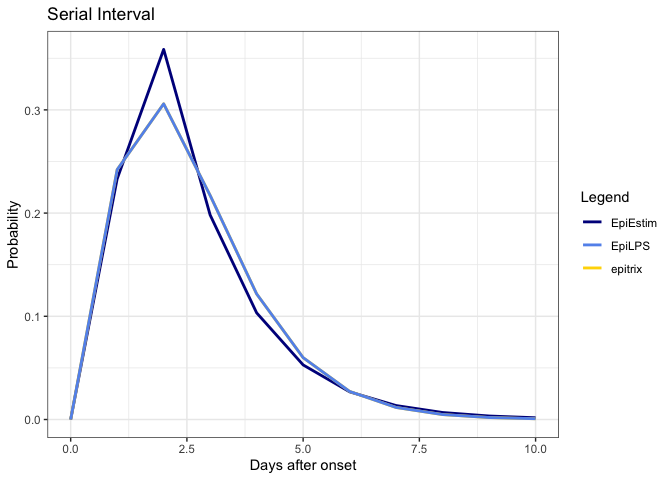 Serial Interval
Probability
0.3
0.2
0.1
0.0
0.0 2.5 5.0 7.5 10.0
Days after onset
Legend
EpiEstim
EpiLPS
epitrix